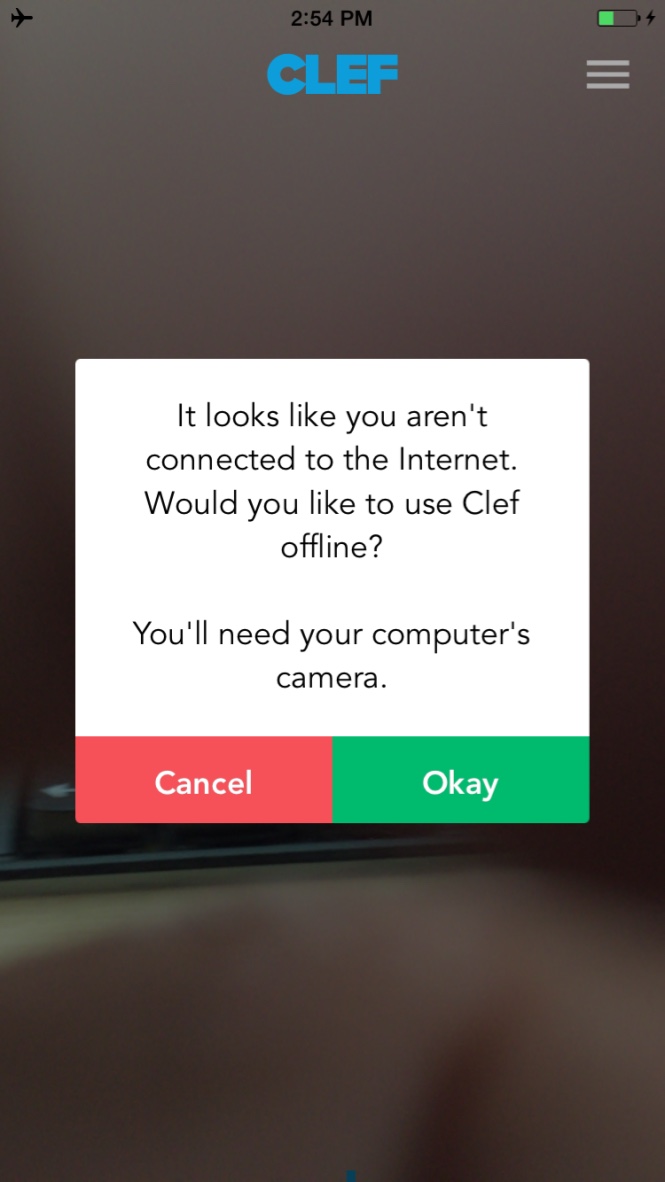 2:54 PM
CLEF
It looks like you aren't
connected to the Internet.
Would you like to use Clef
offline?
You'll need your computer's
camera.
Cancel
Okay